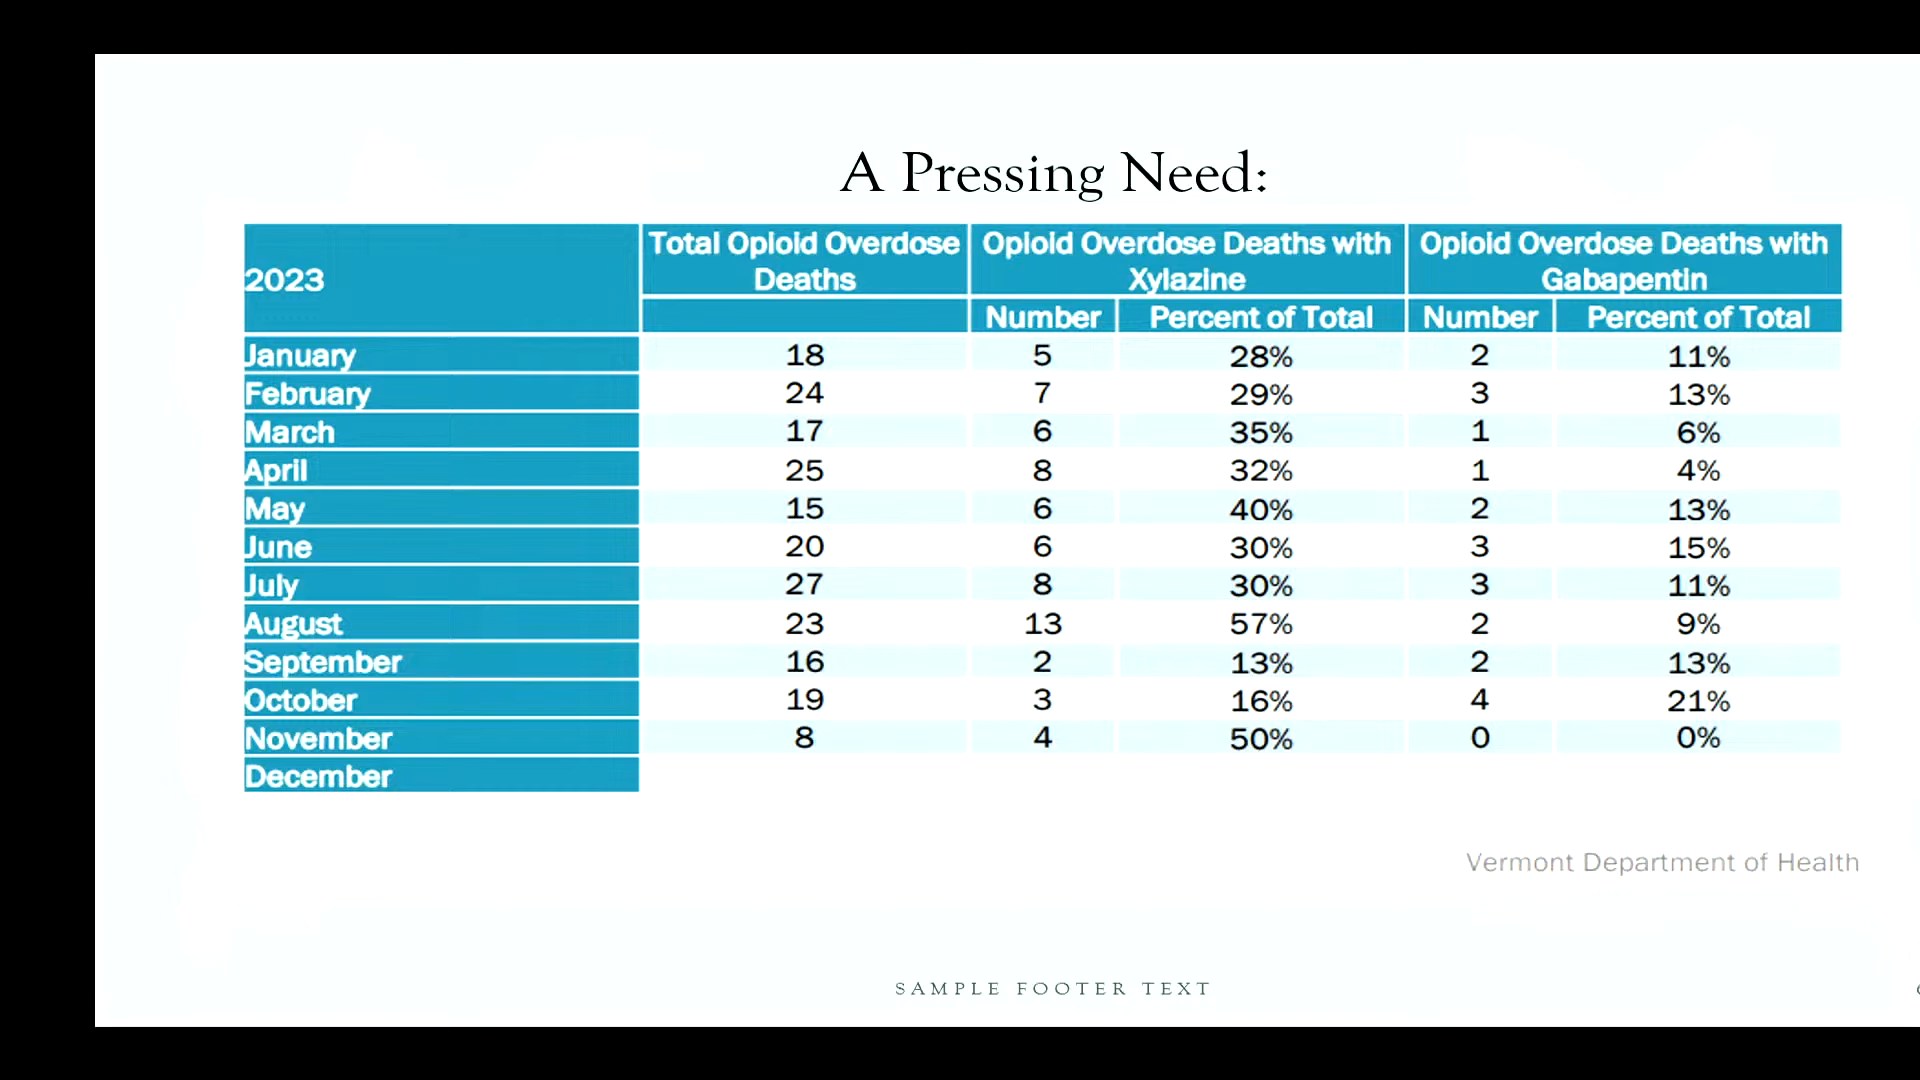 A Pressing Need:
2023 Total Opioid Overdose Deaths Opioid Overdose Deaths with Xylazine Opioid Overdose Deaths with Gabapentin
Number Percent of Total Number Percent of Total
January 18 5 28% 2 11%
February 24 7 29% 3 13%
March 17 6 35% 1 6%
April 25 8 32% 1 4%
May 15 6 40% 2 13%
June 20 6 30% 3 15%
July 27 8 30% 3 11%
August 23 13 57% 2 9%
September 16 2 13% 2 13%
October 19 3 16% 4 21%
November 8 4 50% 0 0%
December
Vermont Department of Health
SAMPLE FOOTER TEXT